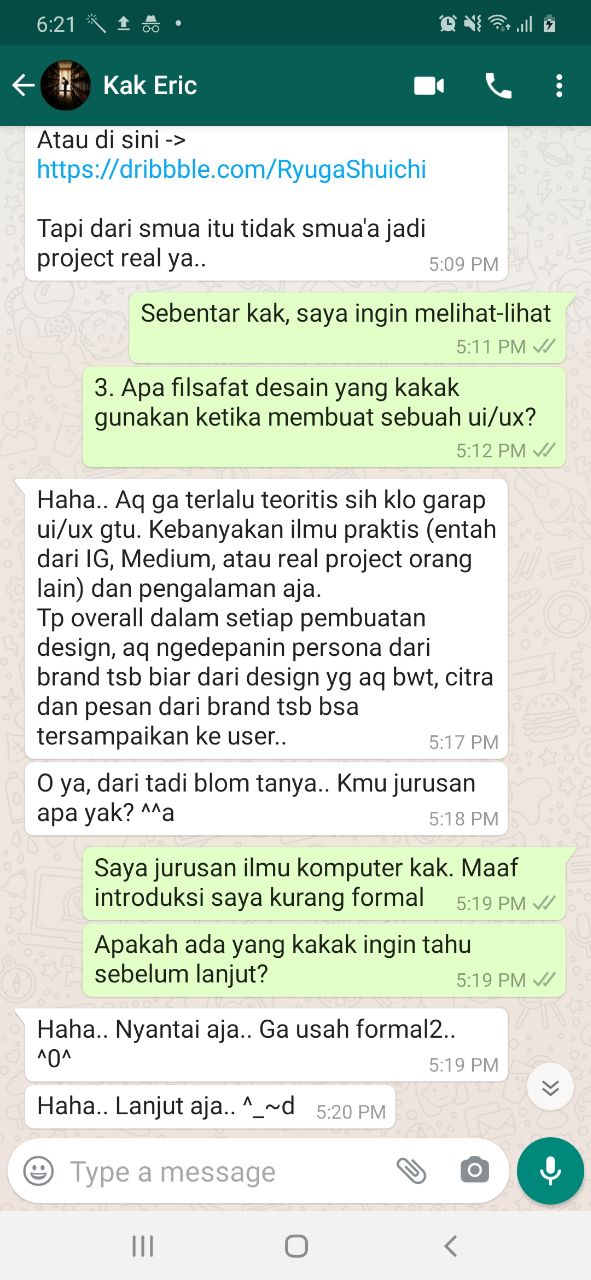 6:21
Kak Eric
Atau di sini ->
https://dribbble.com/RyugaShuichi
Tapi dari smua itu tidak smua'a jadi
project real ya..
5:09 PM
Sebentar kak, saya ingin melihat-lihat
5:11 PM
3. Apa filsafat desain yang kakak
gunakan ketika membuat sebuah ui/ux?
5:12 PM
Haha.. Aq ga terlalu teoritis sih klo garap
ui/ux gtu. Kebanyakan ilmu praktis (entah
dari IG, Medium, atau real project orang
lain) dan pengalaman aja.
Tp overall dalam setiap pembuatan
design, aq ngedepanin persona dari
brand tsb biar dari design yg aq bwt, citra
dan pesan dari brand tsb bsa
tersampaikan ke user..
5:17 PM
O ya, dari tadi blom tanya.. Kmu jurusan
apa yak? ^^a
5:18 PM
Saya jurusan ilmu komputer kak. Maaf
introduksi saya kurang formal
5:19 PM
Apakah ada yang kakak ingin tahu
sebelum lanjut?
5:19 PM
Haha.. Nyantai aja.. Ga usah formal2..
^0^
5:19 PM
Haha.. Lanjut aja.. ^_~d
5:20 PM
Type a message